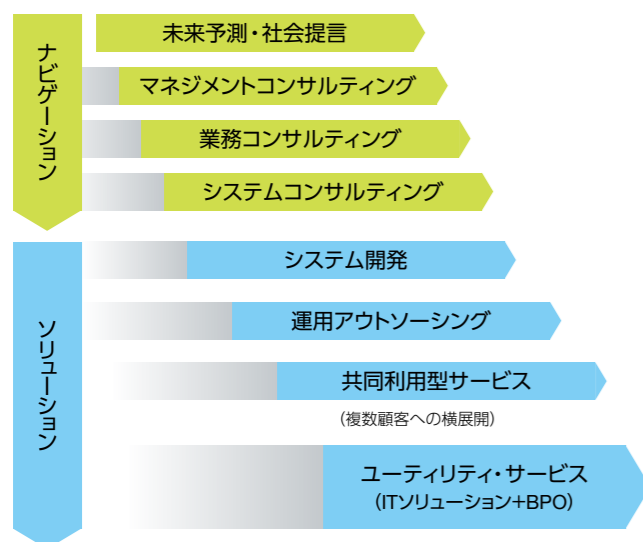 ナビゲーション
未来予測・社会提言
マネジメントコンサルティング
業務コンサルティング
システムコンサルティング
ソリューション
システム開発
運用アウトソーシング
共同利用型サービス
(複数顧客への横展開)
ユーティリティ・サービス
(ITソリューション+BPO)